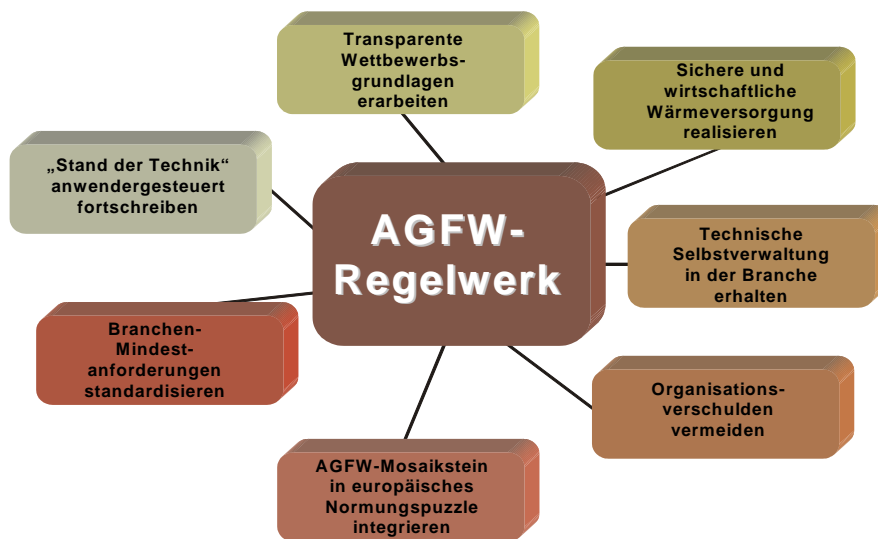 Transparente
Wettbewerbs-
grundlagen
erarbeiten
Sichere und
wirtschaftliche
Wärmeversorgung
realisieren
„Stand der Technik“
anwendergesteuert
fortschreiben
AGFW-
Regelwerk
Technische
Selbstverwaltung
in der Branche
erhalten
Branchen-
Mindest-
anforderungen
standardisieren
Organisations-
verschulden
vermeiden
AGFW-Mosaikstein
in europäisches
Normungspuzzle
integrieren